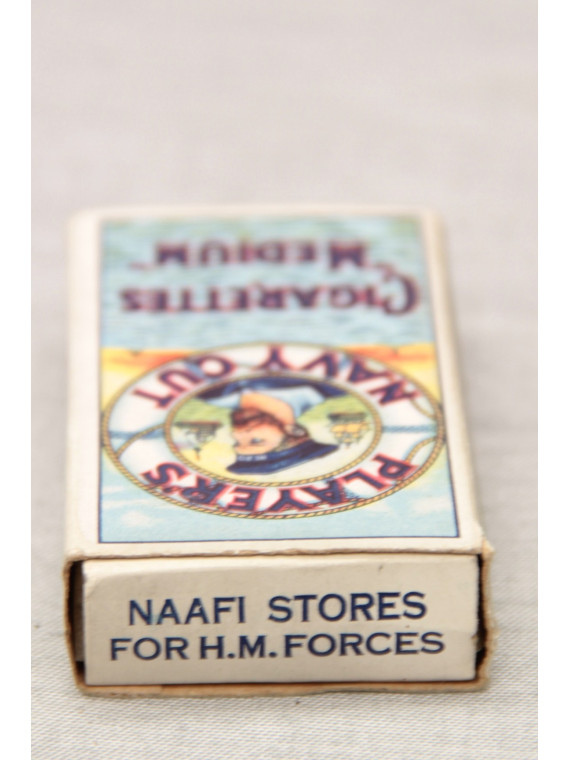 CIGARETTES
"MEDIUM"
PLAYER'S
NAVY CUT
NAAFI STORES
FOR H.M. FORCES